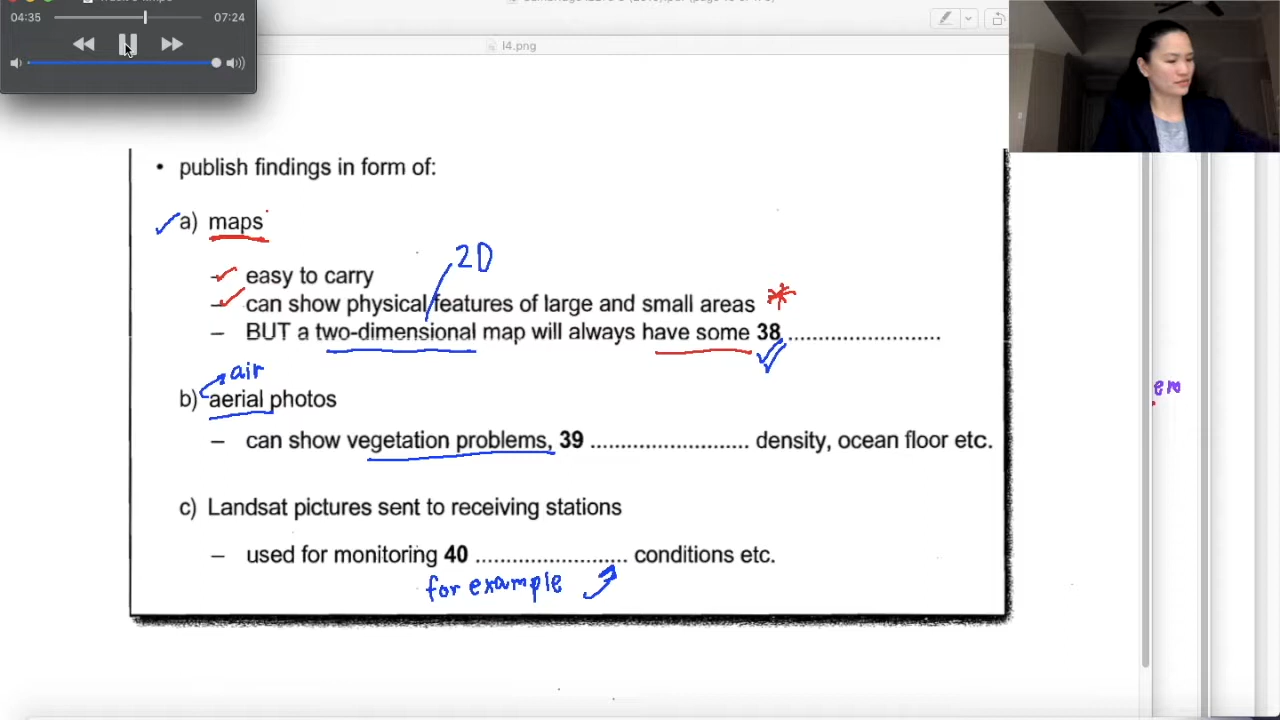 04:35
07:24
I4.png
• publish findings in form of:
a) maps
– easy to carry
2D
– can show physical features of large and small areas
– BUT a two-dimensional map will always have some 38 ........................
air
b) aerial photos
– can show vegetation problems, 39 ......................... density, ocean floor etc.
c) Landsat pictures sent to receiving stations
– used for monitoring 40 ........................ conditions etc.
for example